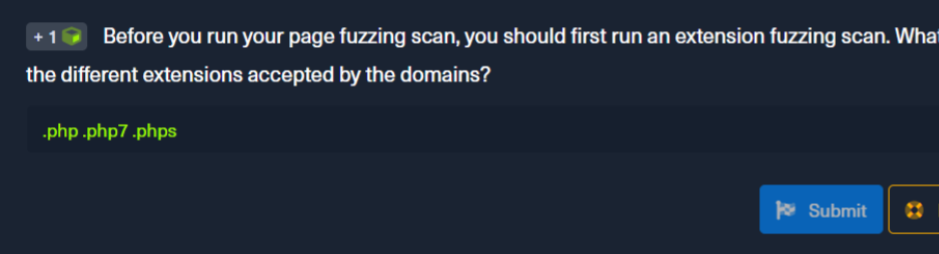 + 1 Before you run your page fuzzing scan, you should first run an extension fuzzing scan.
the different extensions accepted by the domains?
.php .php7 .phps
Submit